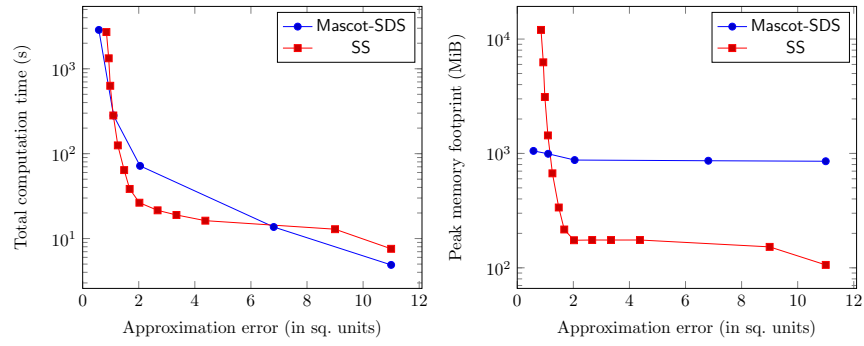 Mascot-SDS
SS
10^3
10^2
10^1
0 2 4 6 8 10 12
Approximation error (in sq. units)
Total computation time (s)
Mascot-SDS
SS
10^4
10^3
10^2
0 2 4 6 8 10 12
Approximation error (in sq. units)
Peak memory footprint (MiB)